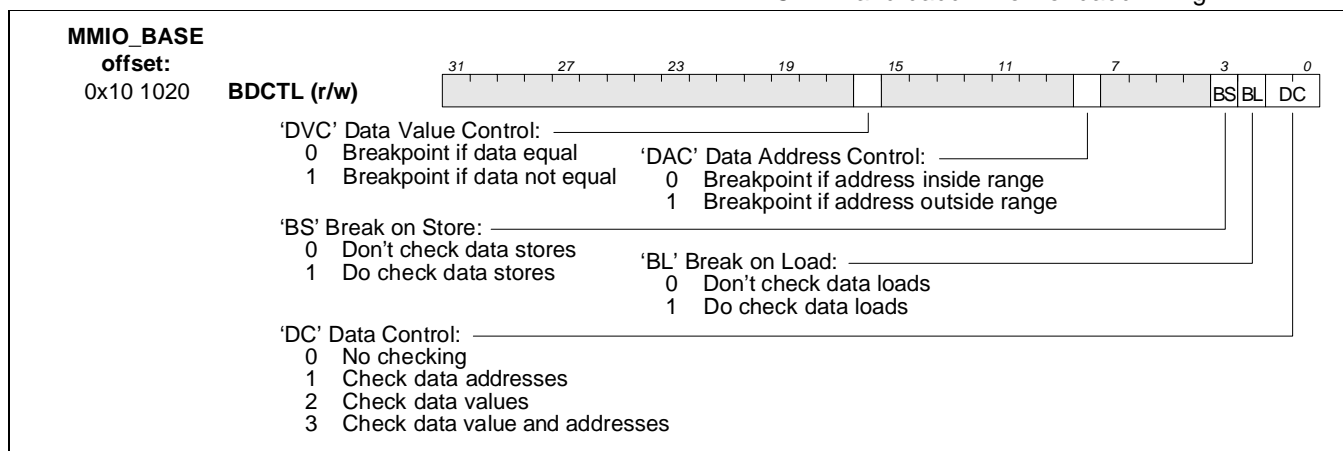 MMIO_BASE
offset:
31 27 23 19 15 11 7 3 0
0x10 1020 BDCTL (r/w) BS BL DC
‘DVC’ Data Value Control:
0 Breakpoint if data equal
1 Breakpoint if data not equal
‘DAC’ Data Address Control:
0 Breakpoint if address inside range
1 Breakpoint if address outside range
‘BS’ Break on Store:
0 Don’t check data stores
1 Do check data stores
‘BL’ Break on Load:
0 Don’t check data loads
1 Do check data loads
‘DC’ Data Control:
0 No checking
1 Check data addresses
2 Check data values
3 Check data value and addresses